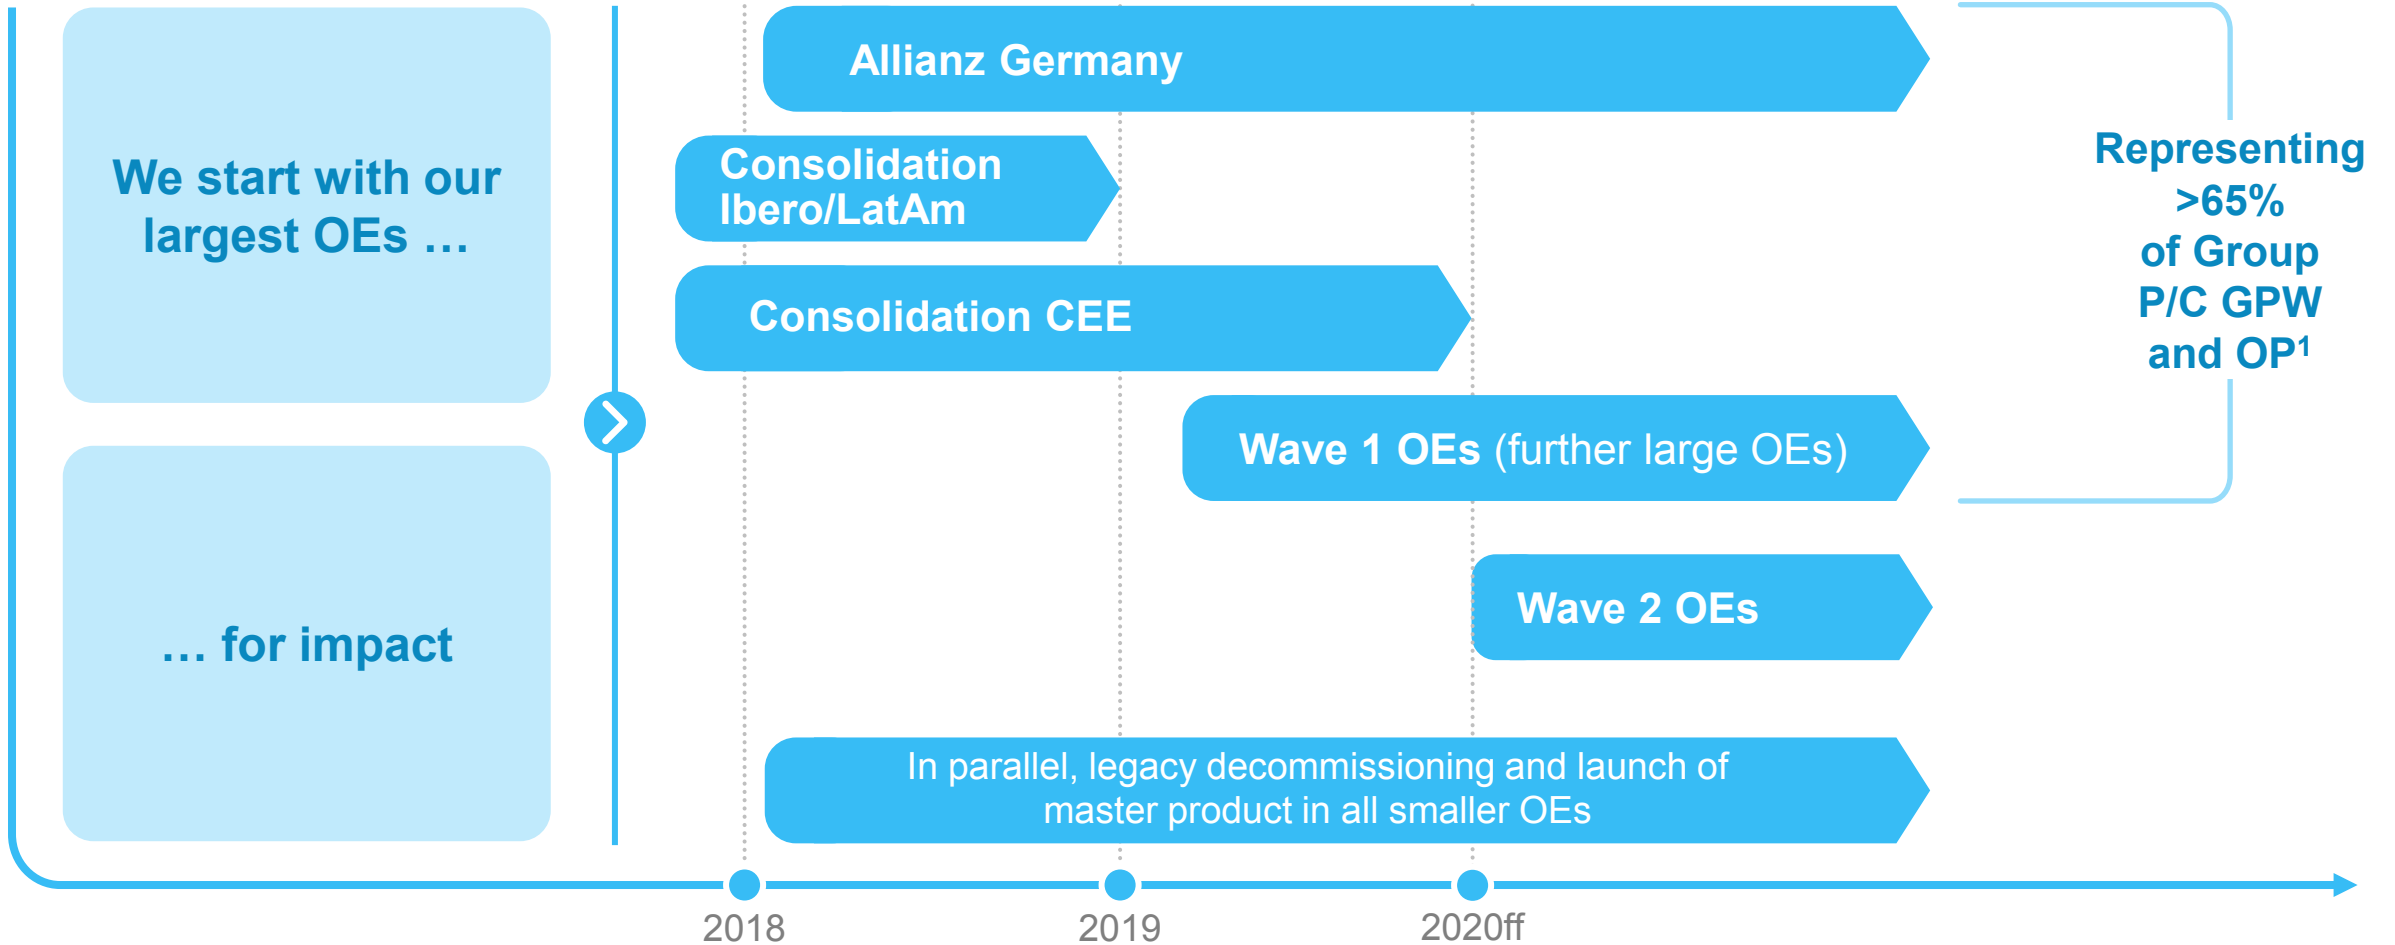 We start with our
largest OEs …
… for impact
Allianz Germany
Consolidation
Ibero/LatAm
Consolidation CEE
Wave 1 OEs (further large OEs)
Wave 2 OEs
In parallel, legacy decommissioning and launch of
master product in all smaller OEs
Representing
>65%
of Group
P/C GPW
and OP¹
2018
2019
2020ff